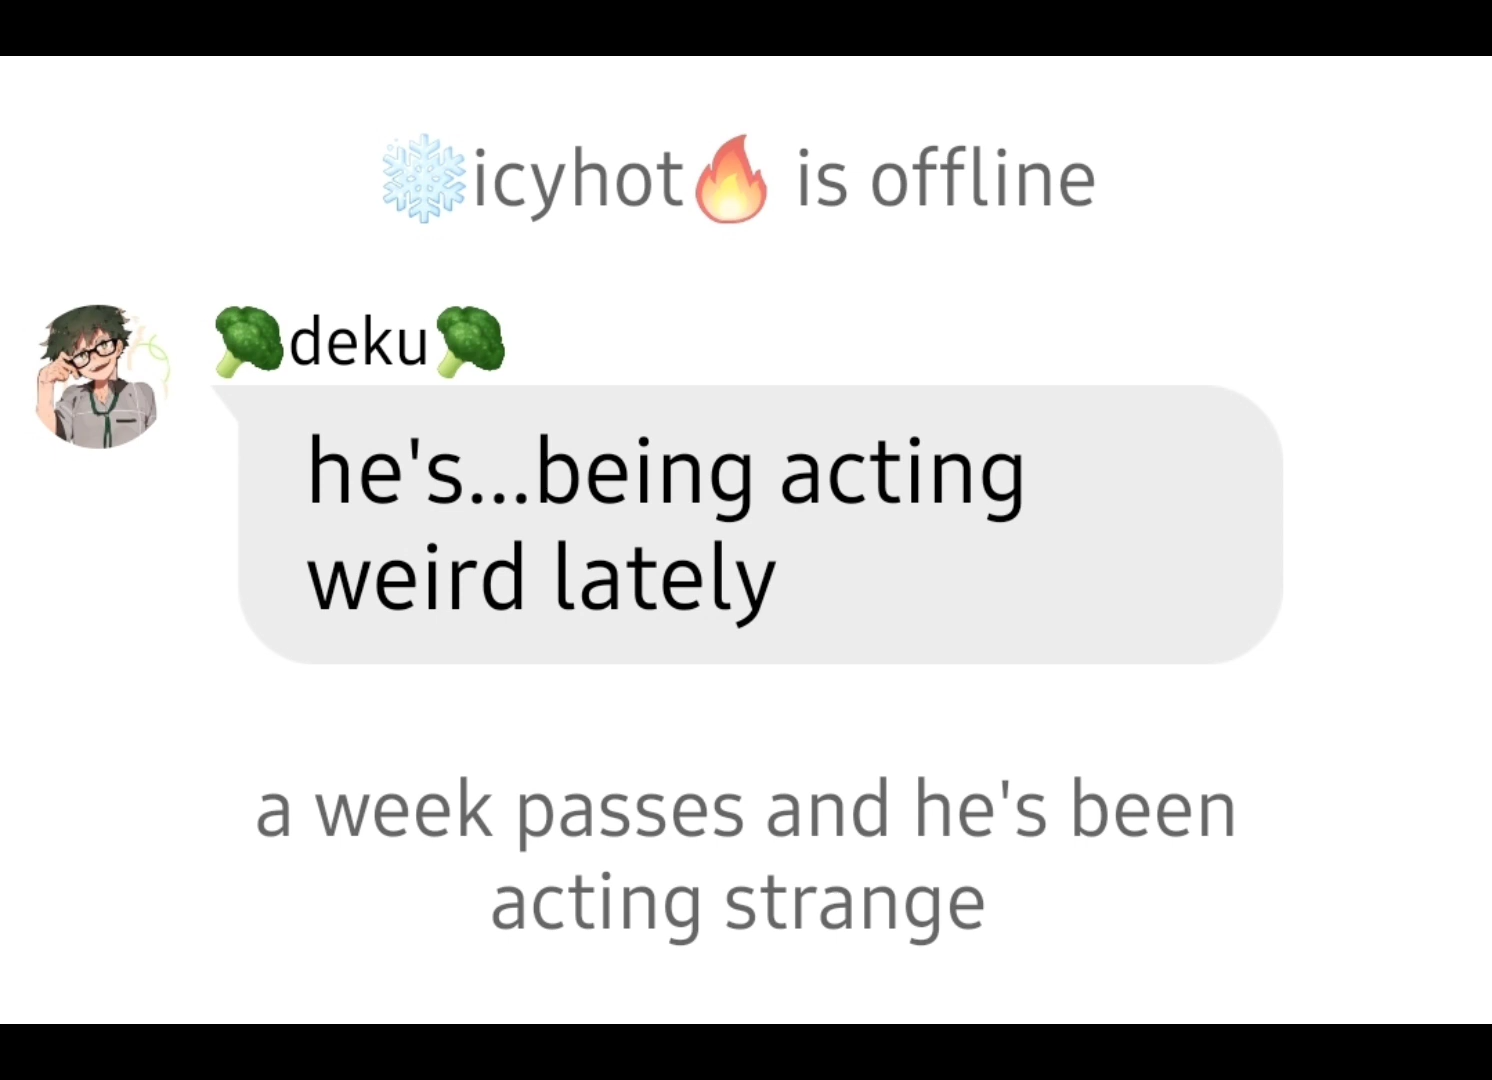 ❄️icyhot🔥 is offline
🥦deku🥦
he's...being acting
weird lately
a week passes and he's been
acting strange